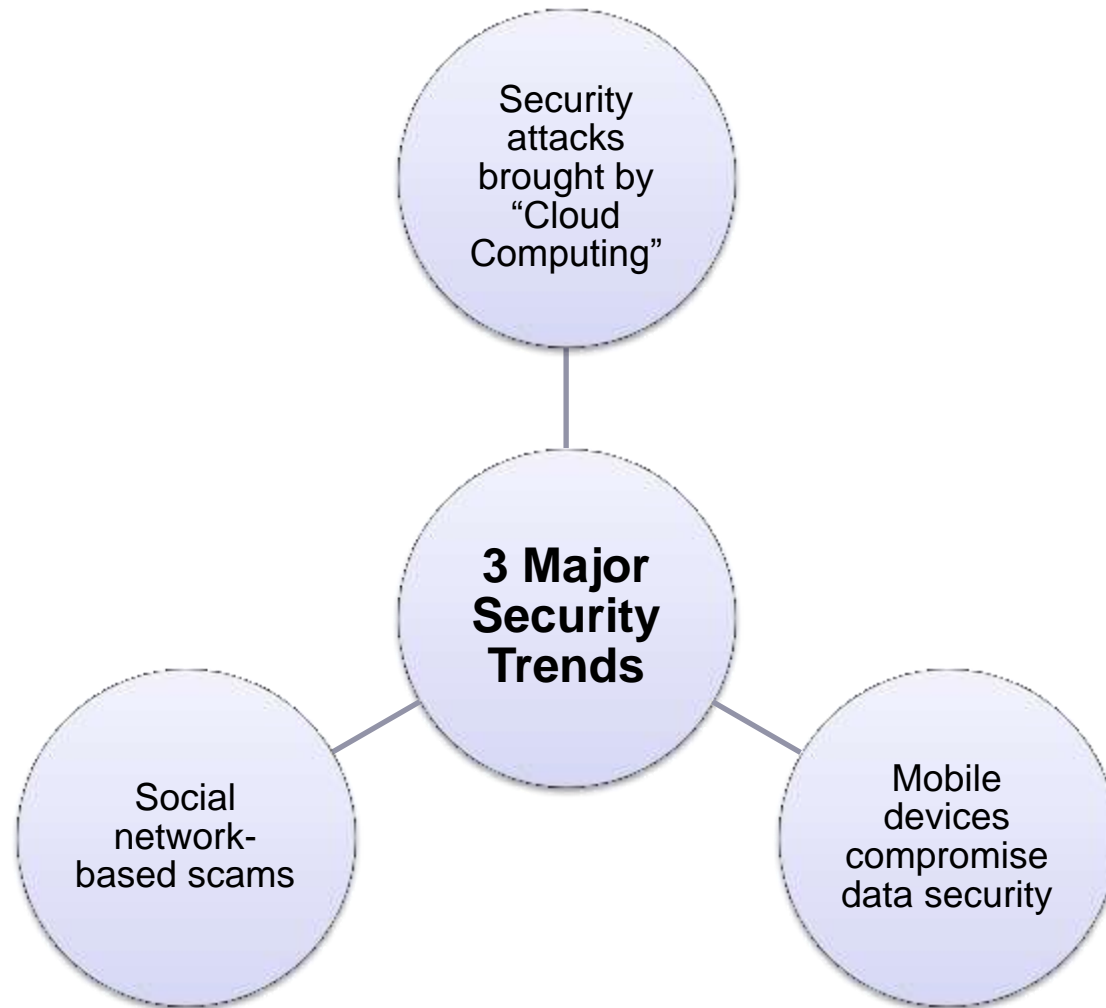 Security
attacks
brought by
“Cloud
Computing”
3 Major
Security
Trends
Social
network-
based scams
Mobile
devices
compromise
data security